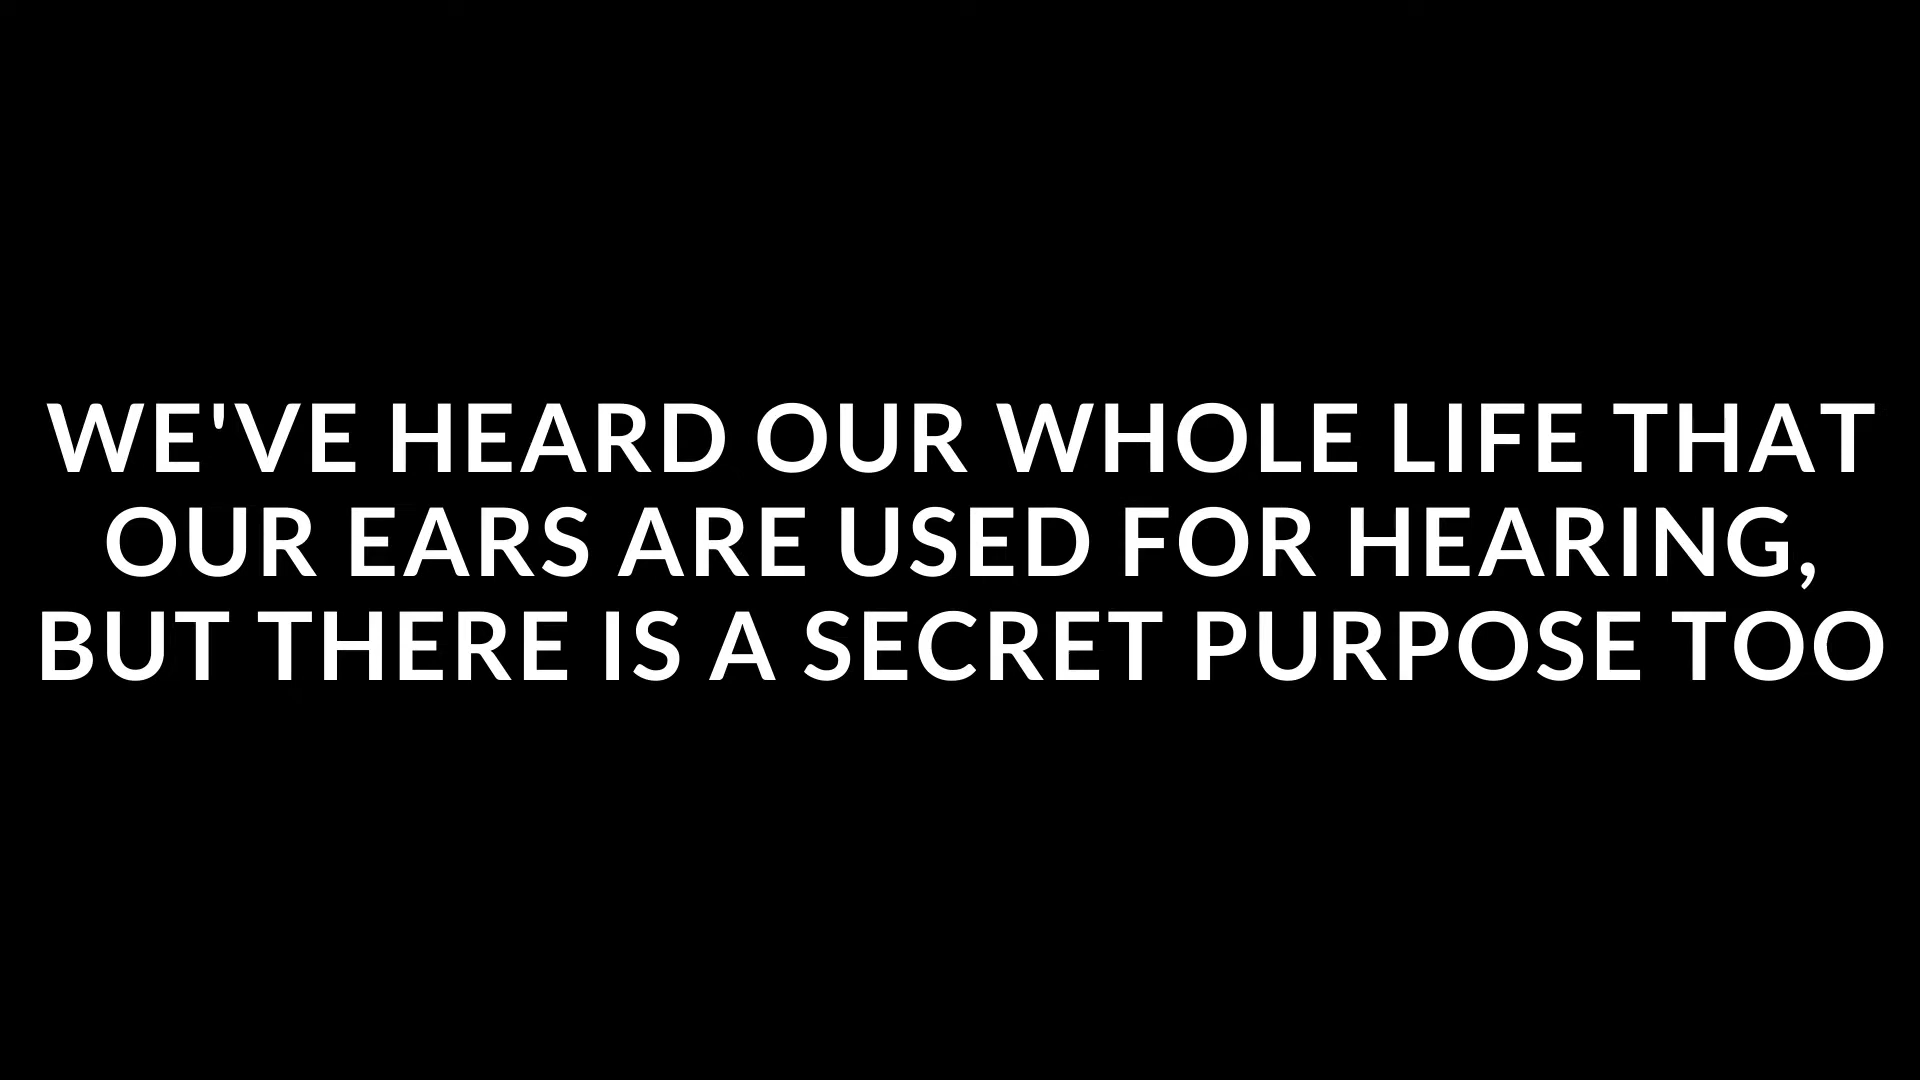 WE'VE HEARD OUR WHOLE LIFE THAT
OUR EARS ARE USED FOR HEARING,
BUT THERE IS A SECRET PURPOSE TOO